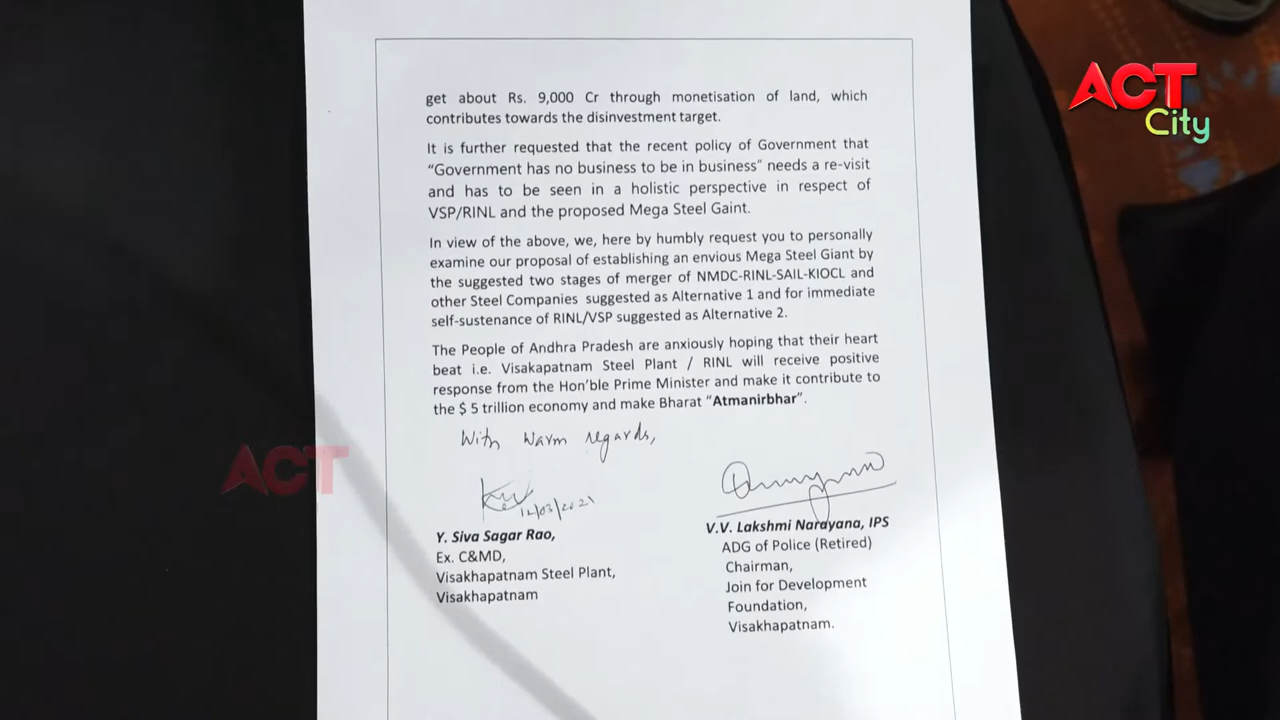 get about Rs. 9,000 Cr through monetisation of land, which
contributes towards the disinvestment target.
It is further requested that the recent policy of Government that
“Government has no business to be in business” needs a re-visit
and has to be seen in a holistic perspective in respect of
VSP/RINL and the proposed Mega Steel Gaint.
In view of the above, we, here by humbly request you to personally
examine our proposal of establishing an envious Mega Steel Giant by
the suggested two stages of merger of NMDC-RINL-SAIL-KIOCL and
other Steel Companies suggested as Alternative 1 and for immediate
self-sustenance of RINL/VSP suggested as Alternative 2.
The People of Andhra Pradesh are anxiously hoping that their heart
beat i.e. Visakapatnam Steel Plant / RINL will receive positive
response from the Hon’ble Prime Minister and make it contribute to
the $ 5 trillion economy and make Bharat “Atmanirbhar”.
With warm regards,
12/03/2021
Y. Siva Sagar Rao,
Ex. C&MD,
Visakhapatnam Steel Plant,
Visakhapatnam
V.V. Lakshmi Narayana, IPS
ADG of Police (Retired)
Chairman,
Join for Development
Foundation,
Visakhapatnam.
ACT
City
ACT